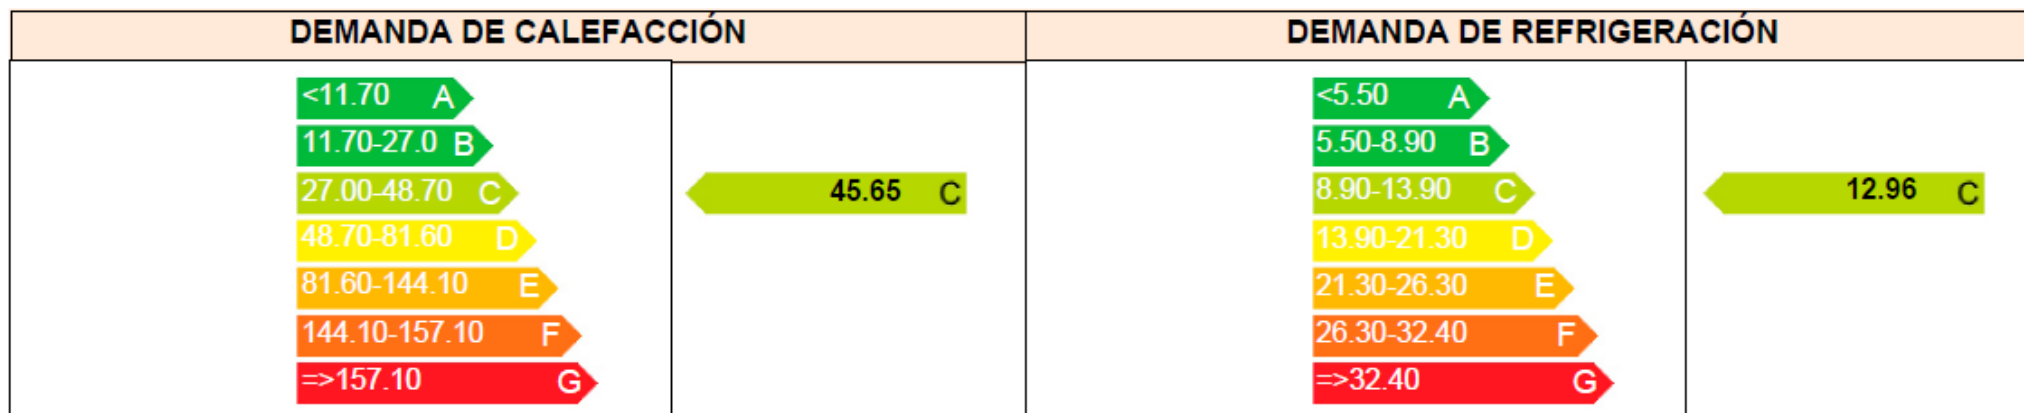 DEMANDA DE CALEFACCIÓN
<11.70 A
11.70-27.0 B
27.00-48.70 C
48.70-81.60 D
81.60-144.10 E
144.10-157.10 F
=>157.10 G
45.65 C
DEMANDA DE REFRIGERACIÓN
<5.50 A
5.50-8.90 B
8.90-13.90 C
13.90-21.30 D
21.30-26.30 E
26.30-32.40 F
=>32.40 G
12.96 C